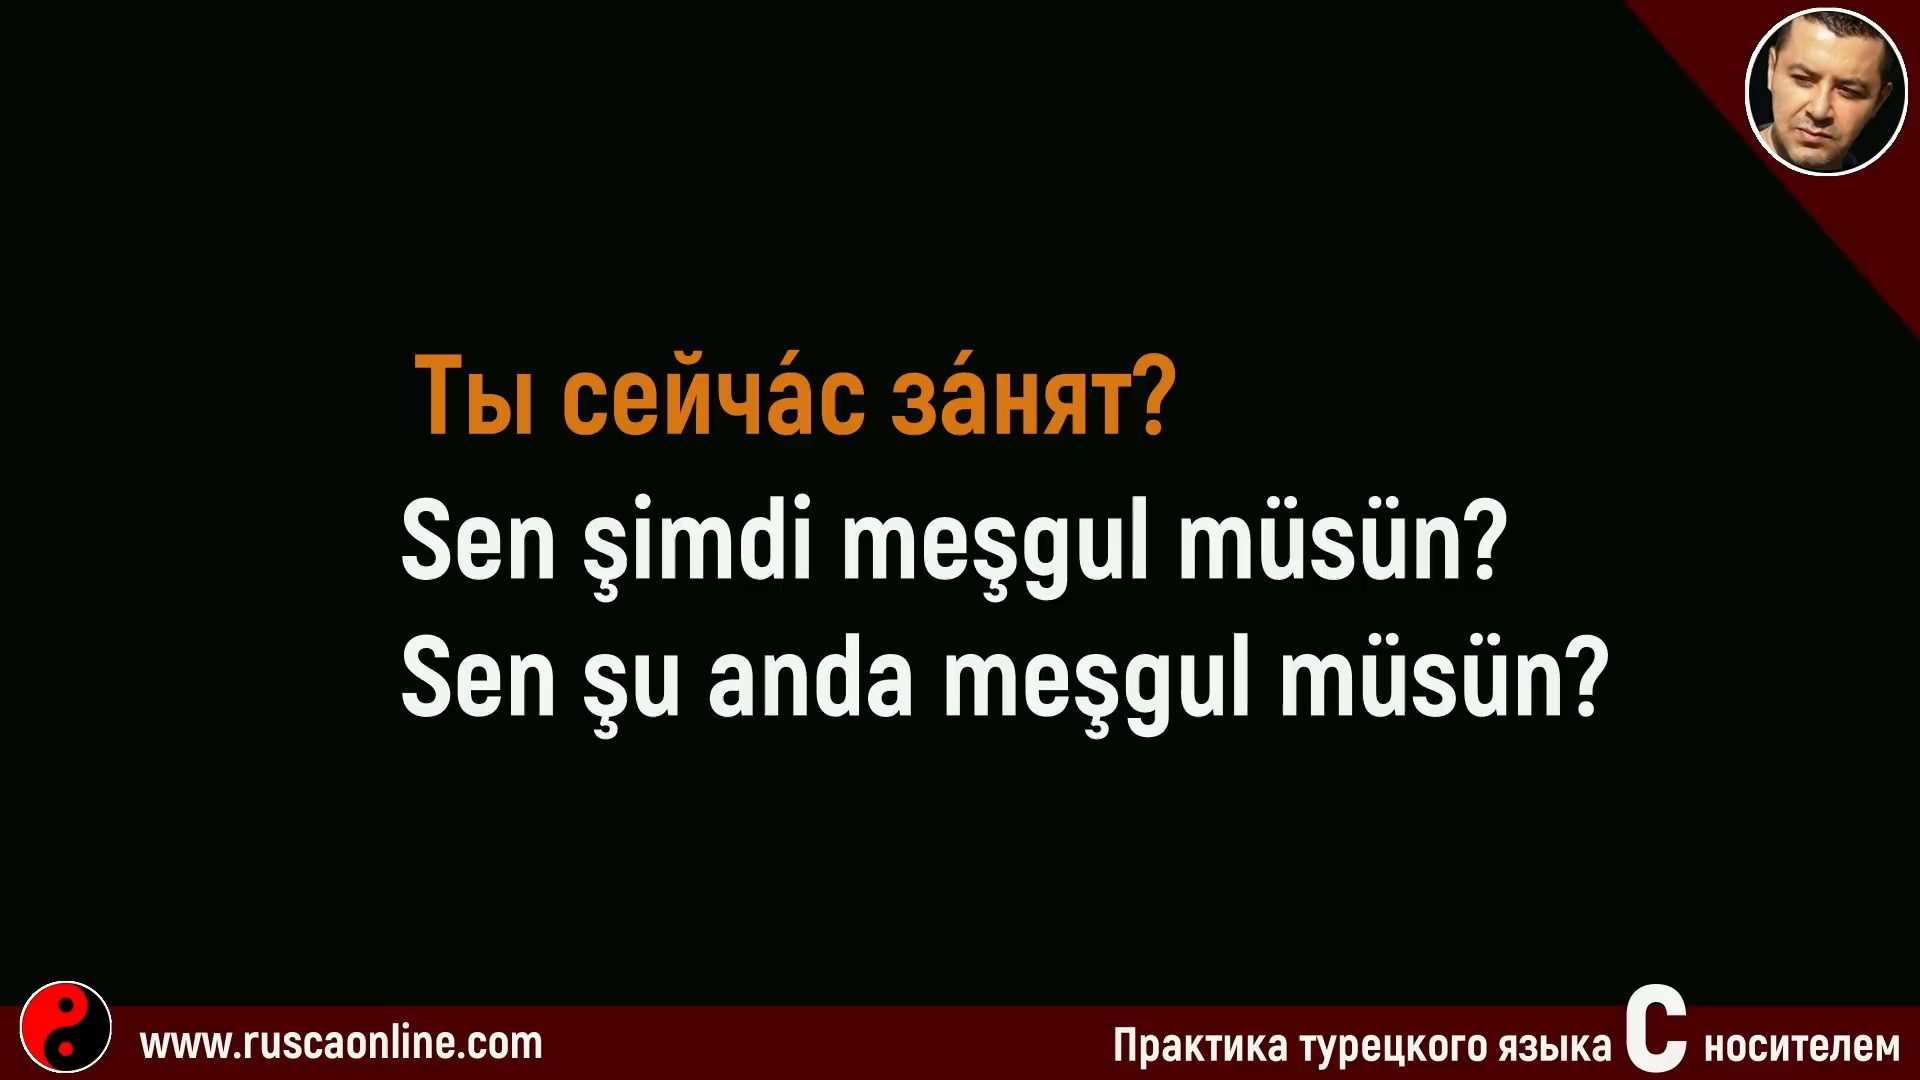 Ты сейча́с за́нят?
Sen şimdi meşgul müsün?
Sen şu anda meşgul müsün?
www.ruscaonline.com
Практика турецкого языка С носителем